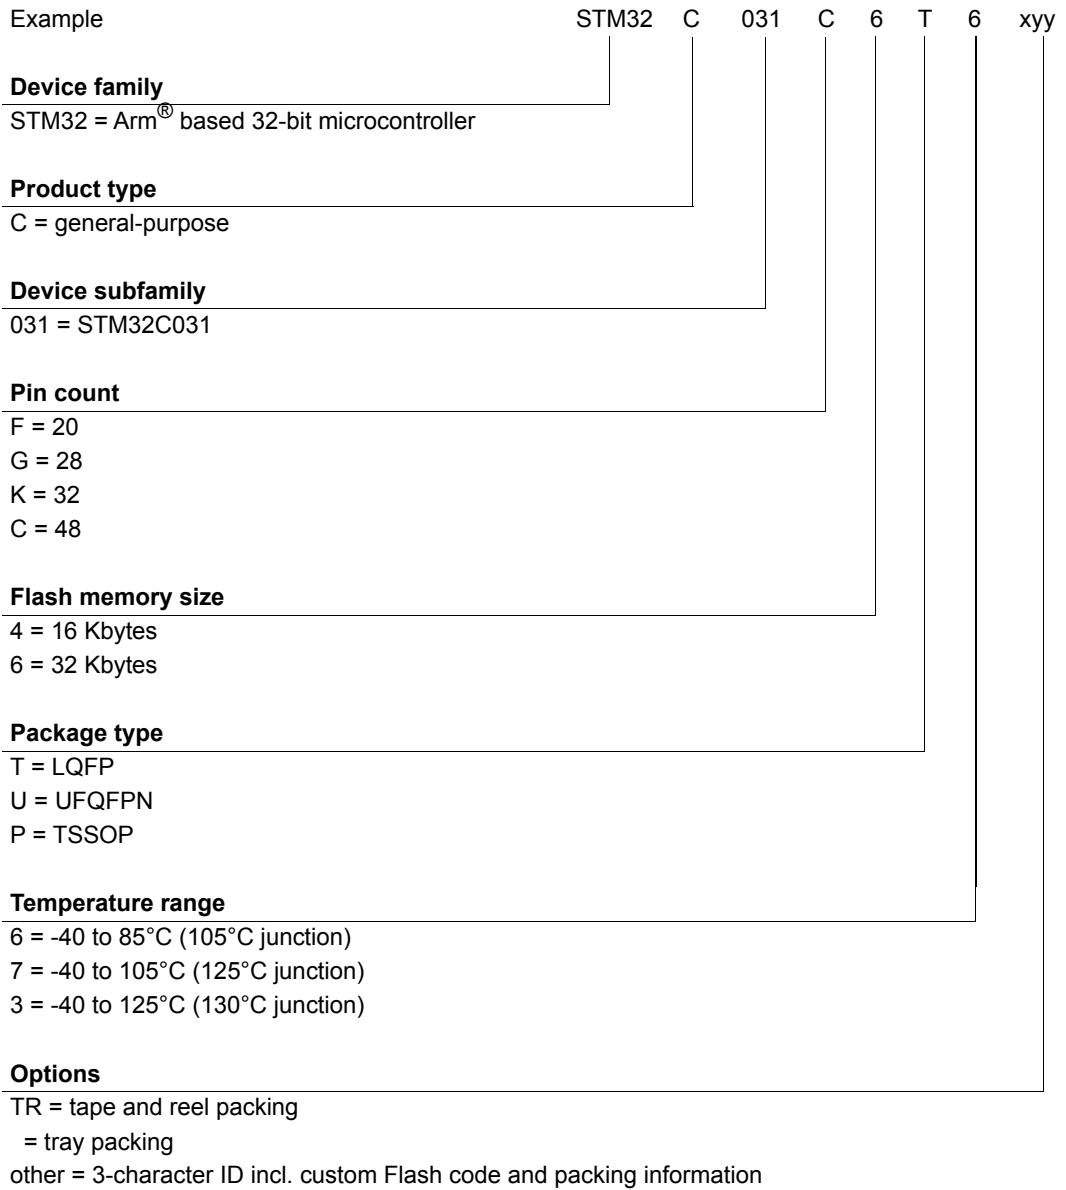 Example STM32 C 031 C 6 T 6 xyy
Device family
STM32 = Arm® based 32-bit microcontroller
Product type
C = general-purpose
Device subfamily
031 = STM32C031
Pin count
F = 20
G = 28
K = 32
C = 48
Flash memory size
4 = 16 Kbytes
6 = 32 Kbytes
Package type
T = LQFP
U = UFQFPN
P = TSSOP
Temperature range
6 = -40 to 85°C (105°C junction)
7 = -40 to 105°C (125°C junction)
3 = -40 to 125°C (130°C junction)
Options
TR = tape and reel packing
= tray packing
other = 3-character ID incl. custom Flash code and packing information